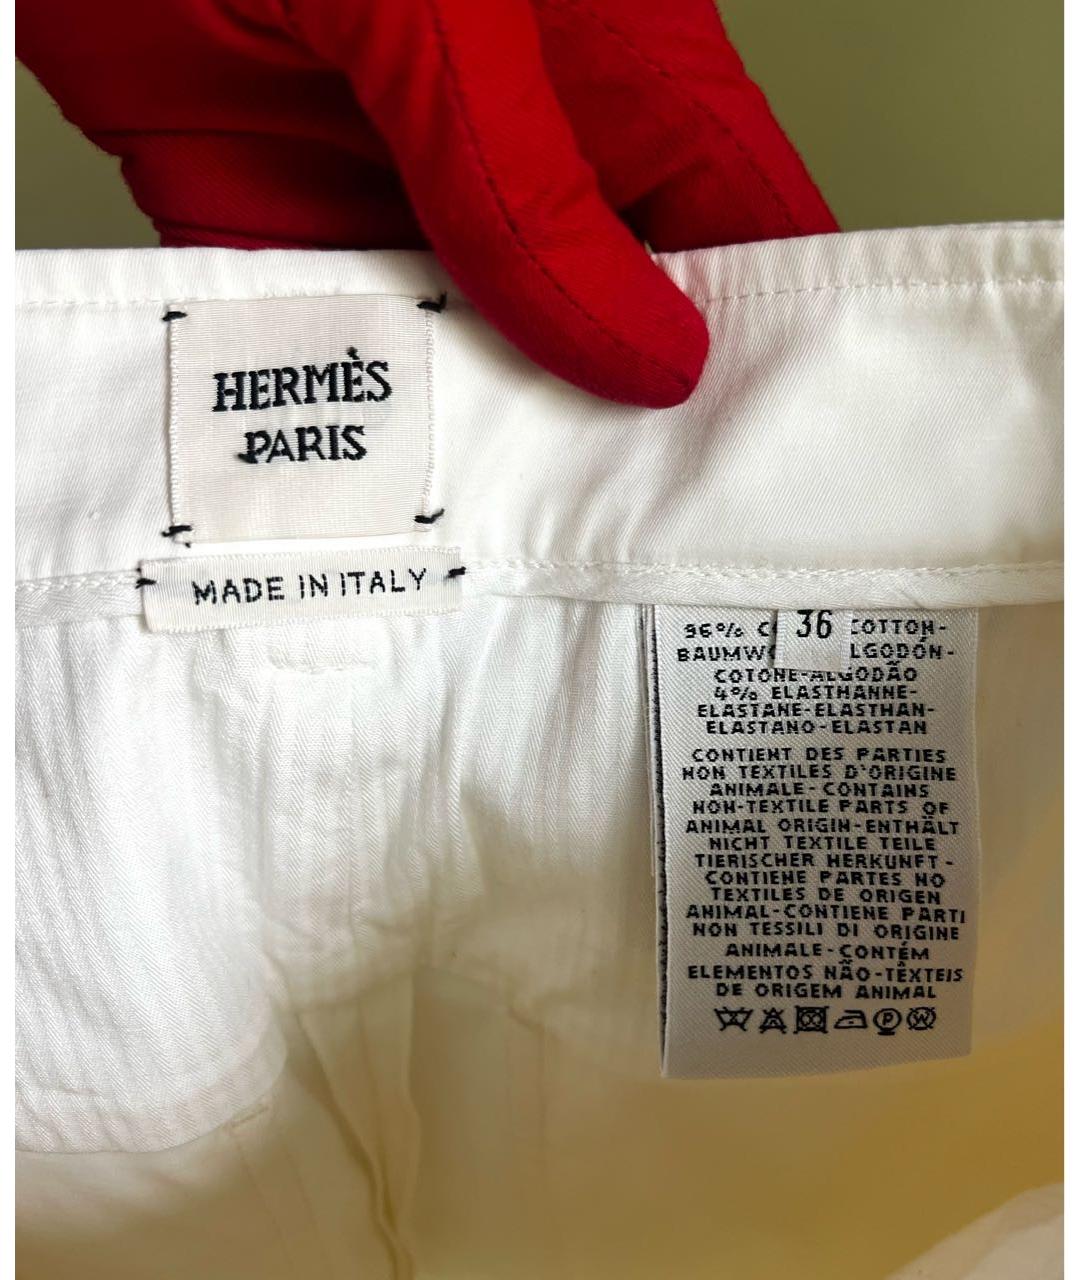 HERMÈS
PARIS
MADE IN ITALY
36
96% C OTTON-
BAUMW LGODÓN-
COTONE-ALGODÃO
4% ELASTHANNE-
ELASTANE-ELASTHAN-
ELASTANO-ELASTAN
CONTIENT DES PARTIES
NON TEXTILES D'ORIGINE
ANIMALE-CONTAINS
NON-TEXTILE PARTS OF
ANIMAL ORIGIN-ENTHÄLT
NICHT TEXTILE TEILE
TIERISCHER HERKUNFT-
CONTIENE PARTES NO
TEXTILES DE ORIGEN
ANIMAL-CONTIENE PARTI
NON TESSILI DI ORIGINE
ANIMALE-CONTÉM
ELEMENTOS NÃO-TÊXTEIS
DE ORIGEM ANIMAL